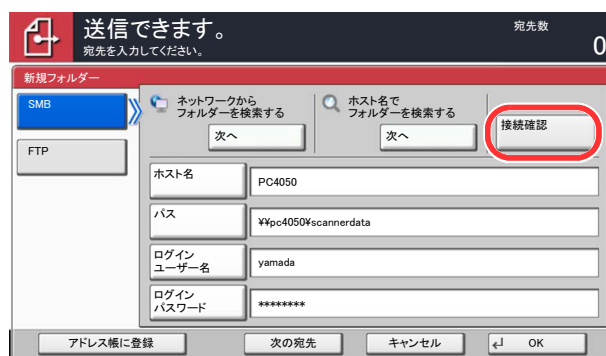 送信できます。
宛先を入力してください。
宛先数
0
新規フォルダー
SMB
FTP
ネットワークから
フォルダーを検索する
次へ
ホスト名で
フォルダーを検索する
次へ
接続確認
ホスト名
PC4050
パス
¥¥pc4050¥scannerdata
ログイン
ユーザー名
yamada
ログイン
パスワード
********
アドレス帳に登録
次の宛先
キャンセル
OK